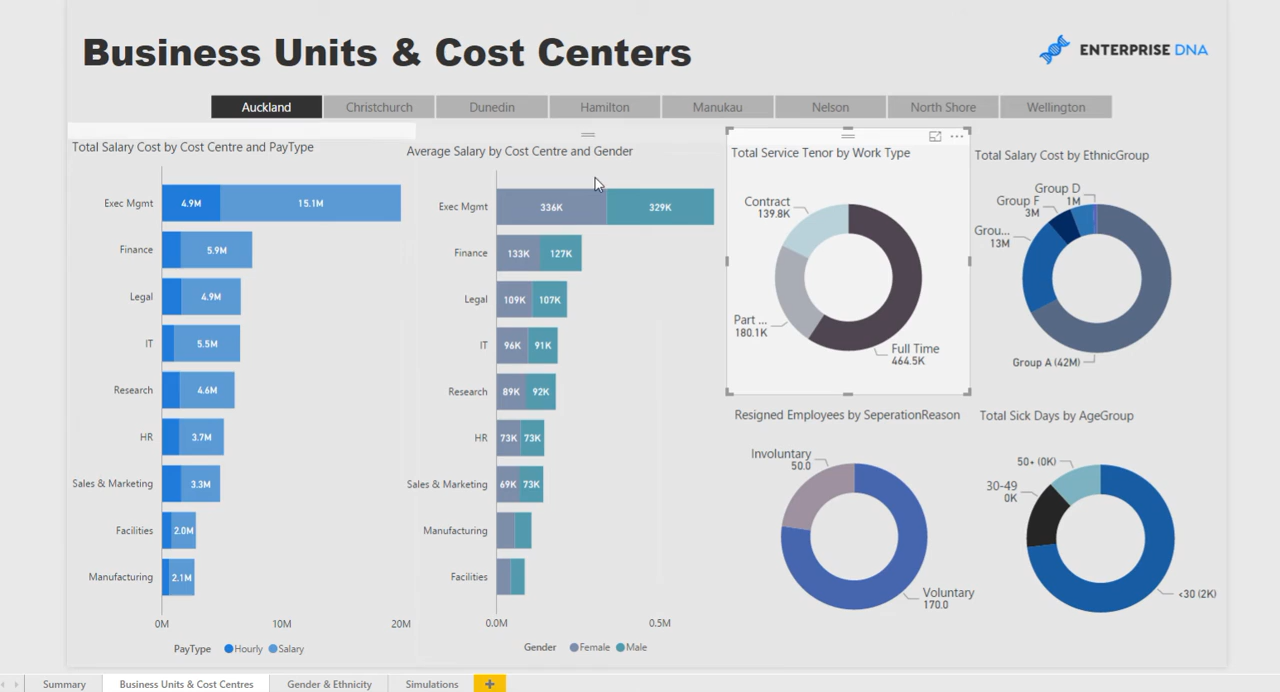 Business Units & Cost Centers
ENTERPRISE DNA
Auckland
Christchurch
Dunedin
Hamilton
Manukau
Nelson
North Shore
Wellington
Total Salary Cost by Cost Centre and PayType
Exec Mgmt
4.9M
15.1M
Finance
5.9M
Legal
4.9M
IT
5.5M
Research
4.6M
HR
3.7M
Sales & Marketing
3.3M
Facilities
2.0M
Manufacturing
2.1M
0M
10M
20M
PayType
Hourly
Salary
Average Salary by Cost Centre and Gender
Exec Mgmt
336K
329K
Finance
133K
127K
Legal
109K
107K
IT
96K
91K
Research
89K
92K
HR
73K
73K
Sales & Marketing
69K
73K
Manufacturing
Facilities
0.0M
0.5M
Gender
Female
Male
Total Service Tenor by Work Type
Contract
139.8K
Part ...
180.1K
Full Time
464.5K
Total Salary Cost by EthnicGroup
Group D
1M
Group F
3M
Grou...
13M
Group A (42M)
Resigned Employees by SeperationReason
Involuntary
50.0
Voluntary
170.0
Total Sick Days by AgeGroup
50+ (0K)
30-49
0K
<30 (2K)
Summary
Business Units & Cost Centres
Gender & Ethnicity
Simulations
+